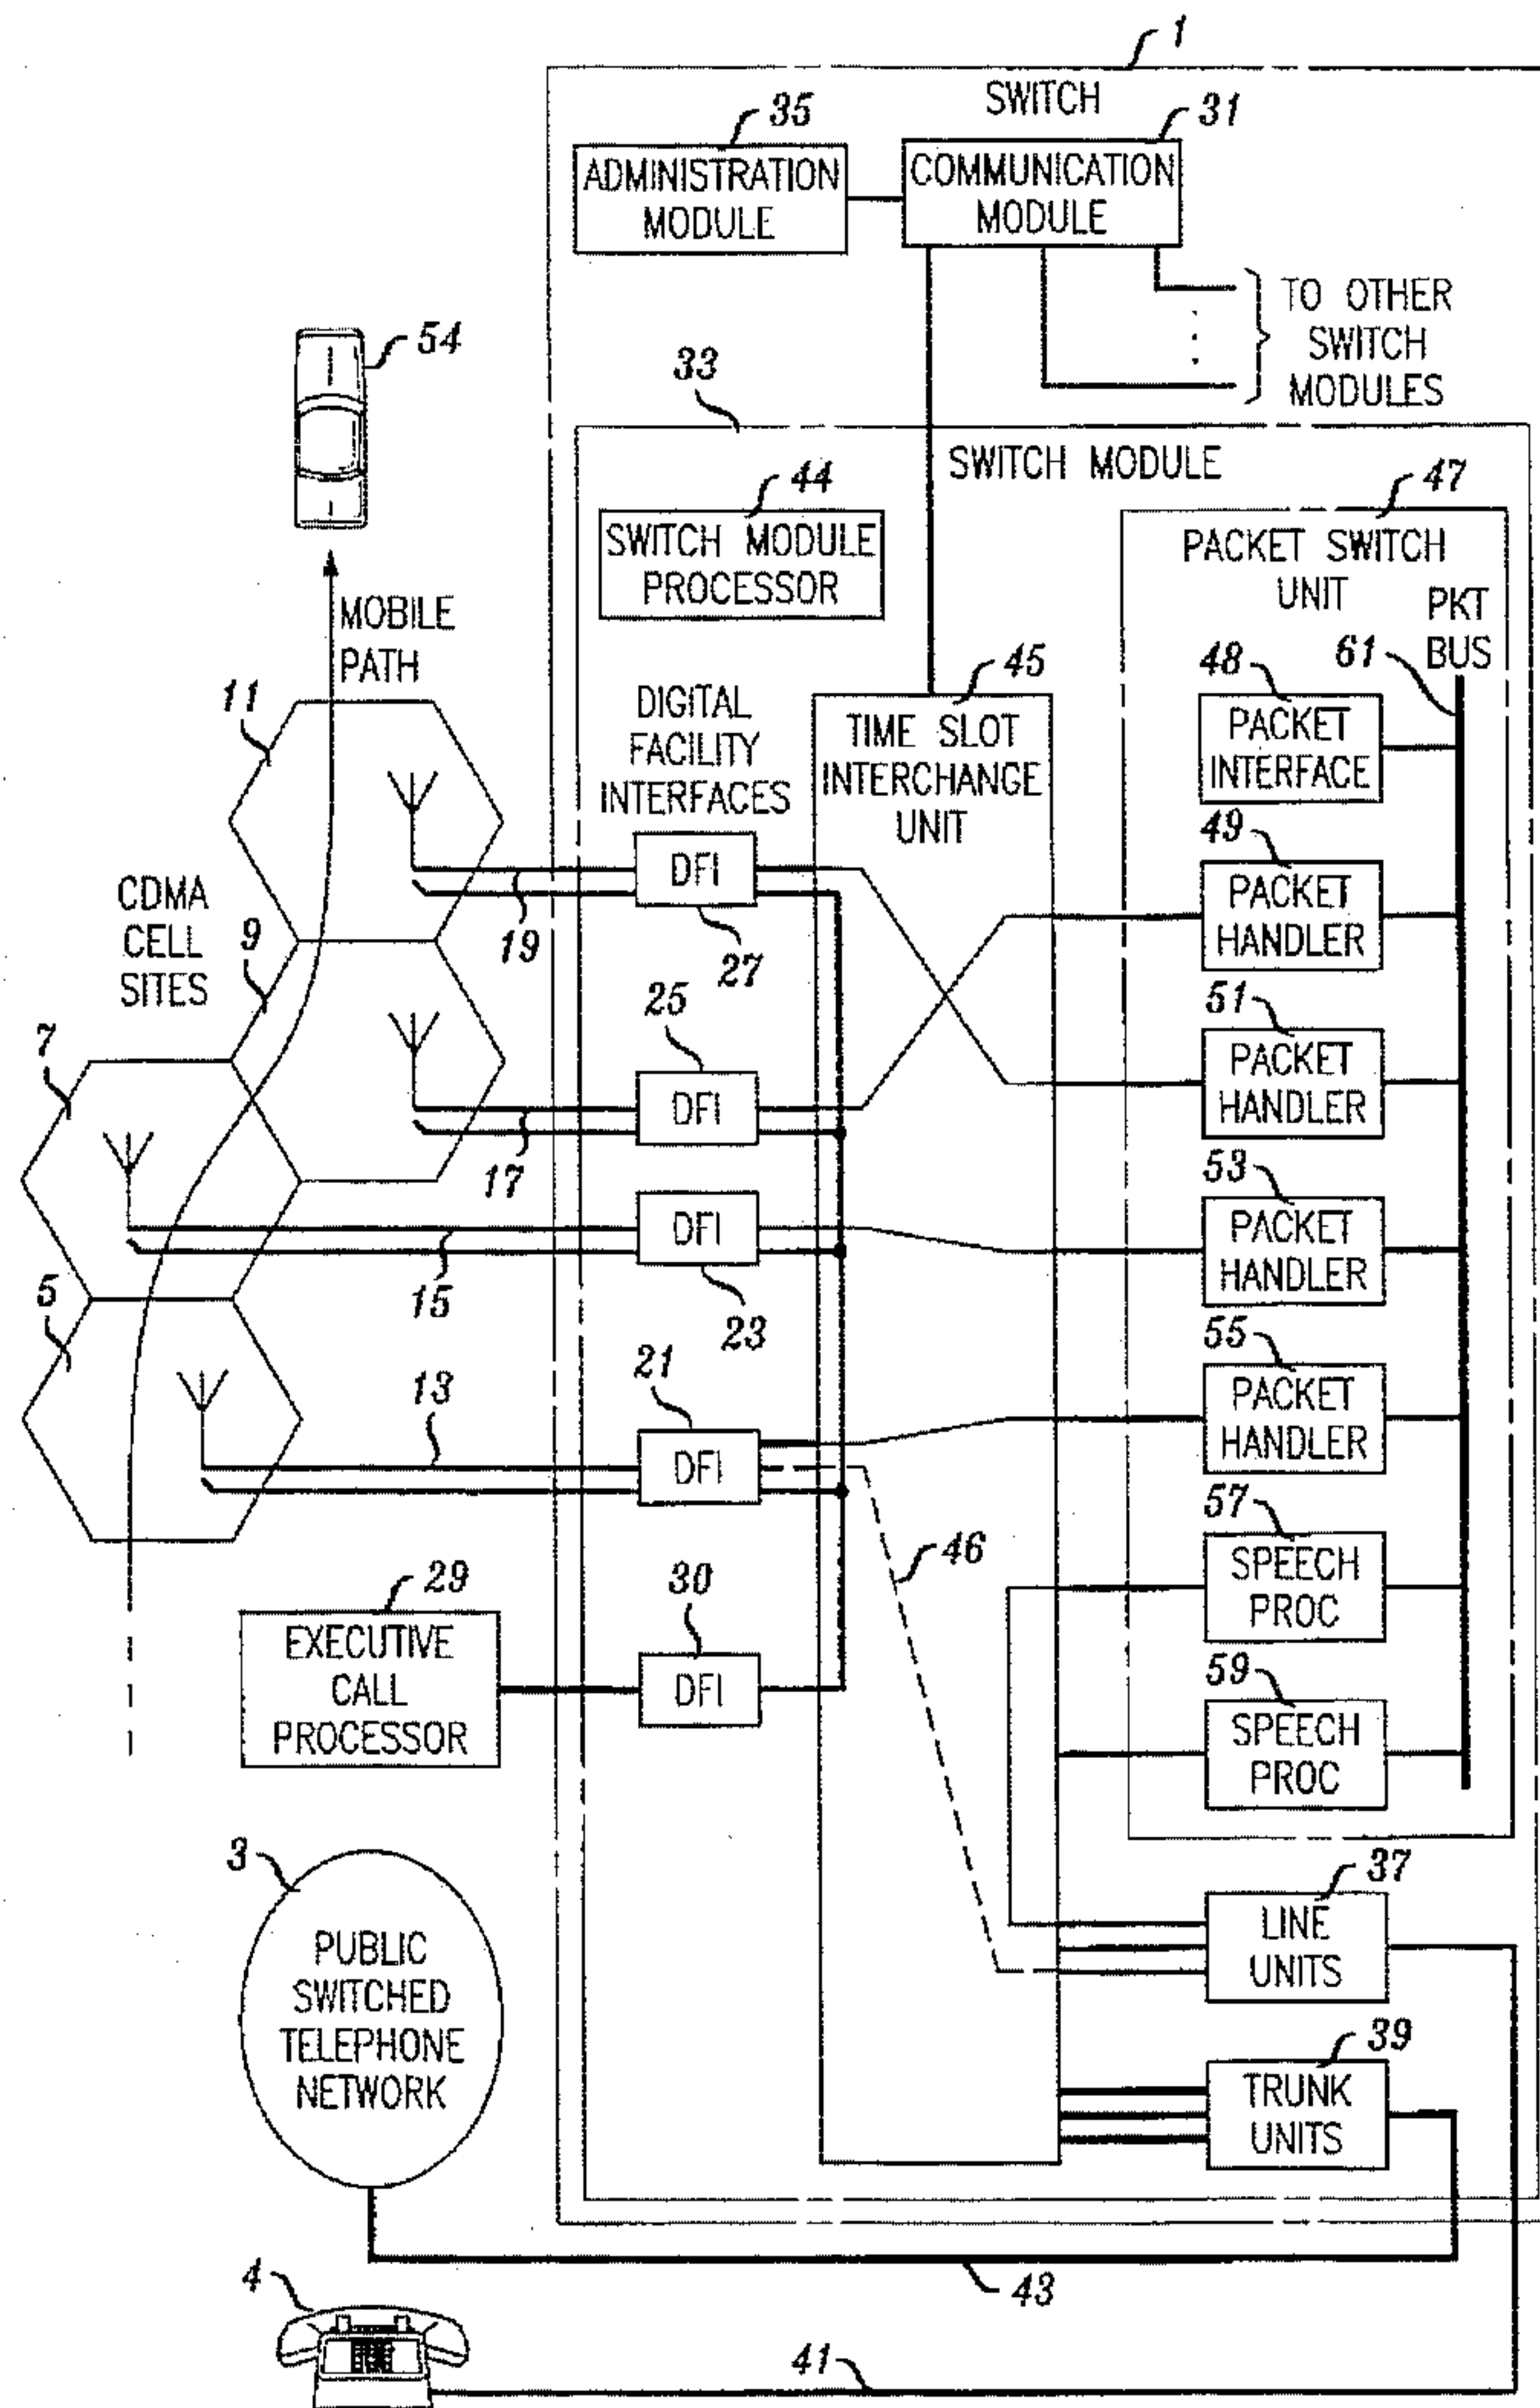 1
SWITCH
35
31
ADMINISTRATION
MODULE
COMMUNICATION
MODULE
TO OTHER
SWITCH
MODULES
54
33
SWITCH MODULE
44
47
SWITCH MODULE
PROCESSOR
PACKET SWITCH
UNIT
PKT
BUS
61
MOBILE
PATH
45
48
11
DIGITAL
FACILITY
INTERFACES
TIME SLOT
INTERCHANGE
UNIT
PACKET
INTERFACE
49
DFI
27
19
PACKET
HANDLER
CDMA
CELL
SITES
9
25
51
7
DFI
17
PACKET
HANDLER
53
DFI
15
23
PACKET
HANDLER
5
21
55
13
DFI
PACKET
HANDLER
46
57
SPEECH
PROC
29
30
EXECUTIVE
CALL
PROCESSOR
DFI
59
SPEECH
PROC
3
37
PUBLIC
SWITCHED
TELEPHONE
NETWORK
LINE
UNITS
39
TRUNK
UNITS
43
4
41